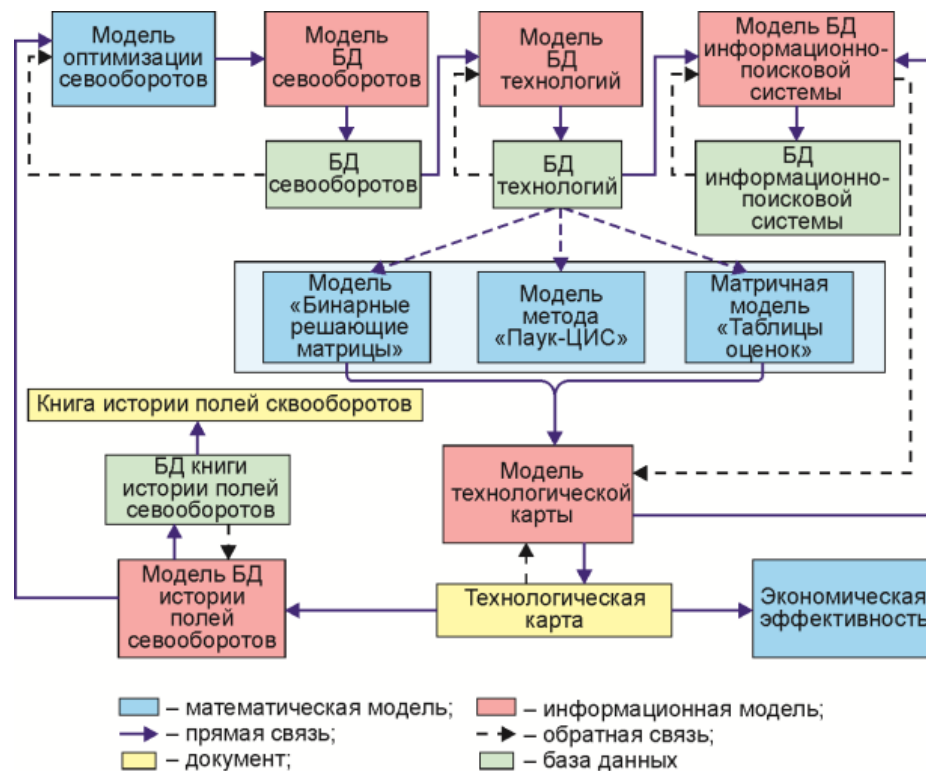 Модель
оптимизации
севооборотов
Модель
БД
севооборотов
Модель
БД
технологий
Модель БД
информационно-
поисковой
системы
БД
севооборотов
БД
технологий
БД
информационно-
поисковой
системы
Модель
«Бинарные
решающие
матрицы»
Модель
метода
«Паук-ЦИС»
Матричная
модель
«Таблицы
оценок»
Книга истории полей сквооборотов
БД книги
истории полей
севооборотов
Модель
технологической
карты
Модель БД
истории
полей
севооборотов
Технологическая
карта
Экономическая
эффективность
– математическая модель;
– информационная модель;
– прямая связь;
– обратная связь;
– документ;
– база данных